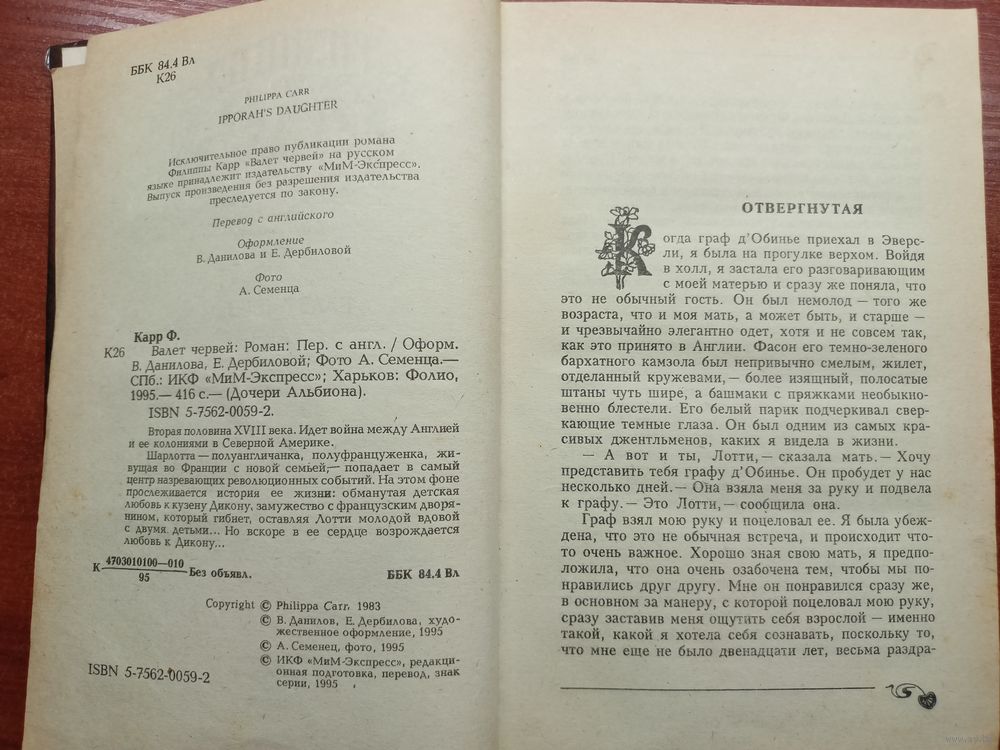 ББК 84.4 Вл
К26
PHILIPPA CARR
IPPORAH'S DAUGHTER
Исключительное право публикации романа
Филиппы Карр «Валет червей» на русском
языке принадлежит издательству «МиМ-Экспресс».
Выпуск произведения без разрешения издательства
преследуется по закону.
Перевод с английского
Оформление
В. Данилова и Е. Дербиловой
Фото
А. Семенца
Карр Ф.
К26 Валет червей: Роман: Пер. с англ. / Оформ.
В. Данилова, Е. Дербиловой; Фото А. Семенца.—
СПб.: ИКФ «МиМ-Экспресс»; Харьков: Фолио,
1995.— 416 с.— (Дочери Альбиона).
ISBN 5-7562-0059-2.
Вторая половина XVIII века. Идет война между Англией
и ее колониями в Северной Америке.
Шарлотта — полуангличанка, полуфранцуженка, жи-
вущая во Франции с новой семьей,— попадает в самый
центр назревающих революционных событий. На этом фоне
прослеживается история ее жизни: обманутая детская
любовь к кузену Дикону, замужество с французским дворя-
нином, который гибнет, оставляя Лотти молодой вдовой
с двумя детьми... Но вскоре в ее сердце возрождается
любовь к Дикону...
К 4703010100—010
95 Без объявл.
ББК 84.4 Вл
Copyright © Philippa Carr, 1983
© В. Данилов, Е. Дербилова, худо-
жественное оформление, 1995
© А. Семенец, фото, 1995
© ИКФ «МиМ-Экспресс», редакци-
онная подготовка, перевод, знак
серии, 1995
ISBN 5-7562-0059-2
ОТВЕРГНУТАЯ
Когда граф д'Обинье приехал в Эверс-
ли, я была на прогулке верхом. Войдя
в холл, я застала его разговаривающим
с моей матерью и сразу же поняла, что
это не обычный гость. Он был немолод — того же
возраста, что и моя мать, а может быть, и старше —
и чрезвычайно элегантно одет, хотя и не совсем так,
как это принято в Англии. Фасон его темно-зеленого
бархатного камзола был непривычно смелым, жилет,
отделанный кружевами,— более изящный, полосатые
штаны чуть шире, а башмаки с пряжками необыкно-
венно блестели. Его белый парик подчеркивал свер-
кающие темные глаза. Он был одним из самых кра-
сивых джентльменов, каких я видела в жизни.
— А вот и ты, Лотти,— сказала мать.— Хочу
представить тебя графу д'Обинье. Он пробудет у нас
несколько дней.— Она взяла меня за руку и подвела
к графу.— Это Лотти,— сообщила она.
Граф взял мою руку и поцеловал ее. Я была убеж-
дена, что это не обычная встреча, и происходит что-
то очень важное. Хорошо зная свою мать, я предпо-
ложила, что она очень озабочена тем, чтобы мы по-
нравились друг другу. Мне он понравился сразу же,
в основном за манеру, с которой поцеловал мою руку,
сразу заставив меня ощутить себя взрослой — именно
такой, какой я хотела себя сознавать, поскольку то,
что мне еще не было двенадцати лет, весьма раздра-